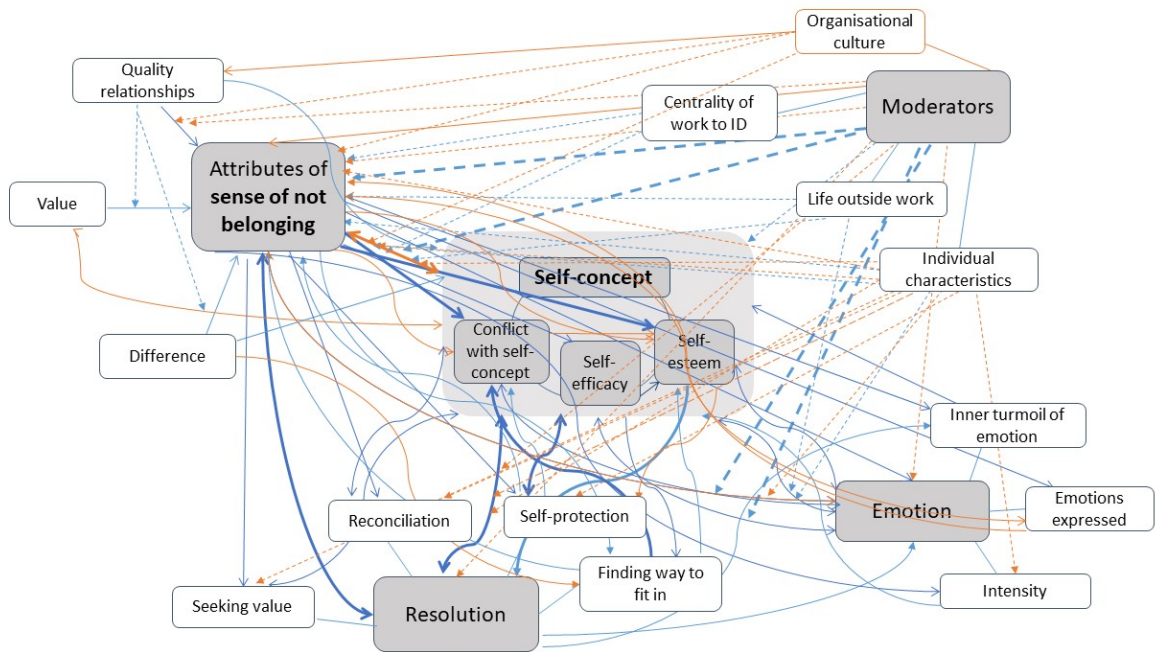 Organisational
culture
Quality
relationships
Centrality of
work to ID
Moderators
Attributes of
sense of not
belonging
Value
Life outside work
Individual
characteristics
Self-concept
Difference
Conflict
with self-
concept
Self-
efficacy
Self-
esteem
Inner turmoil of
emotion
Reconciliation
Self-protection
Emotion
Emotions
expressed
Seeking value
Resolution
Finding way to
fit in
Intensity